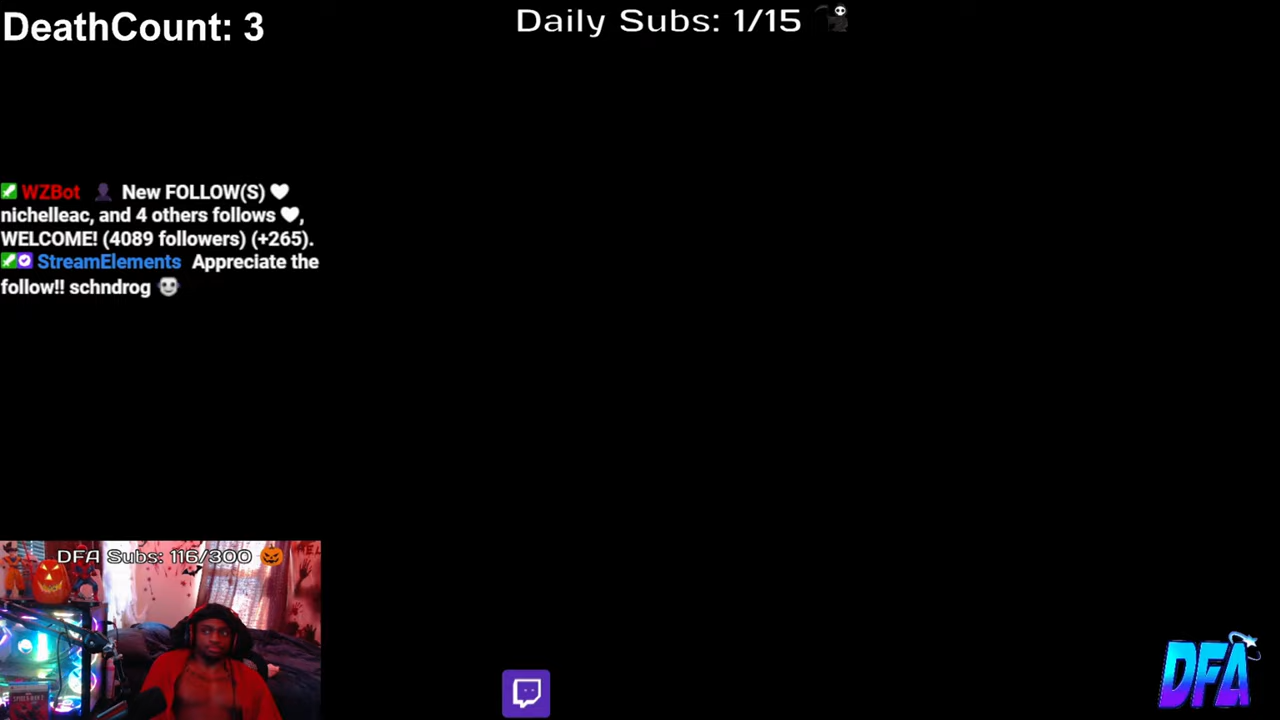 DeathCount: 3
Daily Subs: 1/15
WZBot New FOLLOW(S)
nichelleac, and 4 others follows ,
WELCOME! (4089 followers) (+265).
StreamElements Appreciate the
follow!! schndrog
DFA Subs: 116/300
DFA